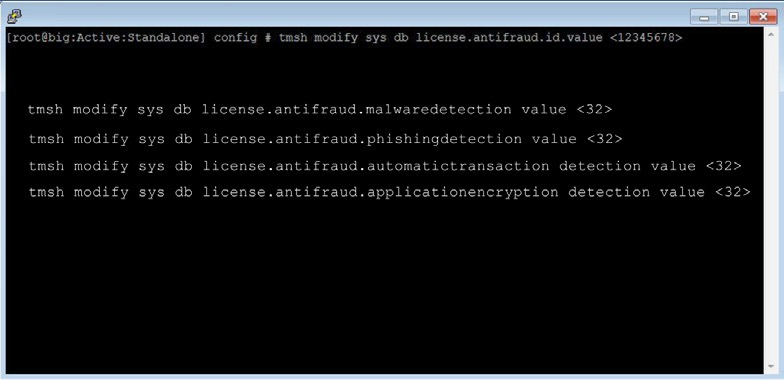 [root@big:Active:Standalone] config # tmsh modify sys db license.antifraud.id.value <12345678>
tmsh modify sys db license.antifraud.malwaredetection value <32>
tmsh modify sys db license.antifraud.phishingdetection value <32>
tmsh modify sys db license.antifraud.automatictransaction detection value <32>
tmsh modify sys db license.antifraud.applicationencryption detection value <32>